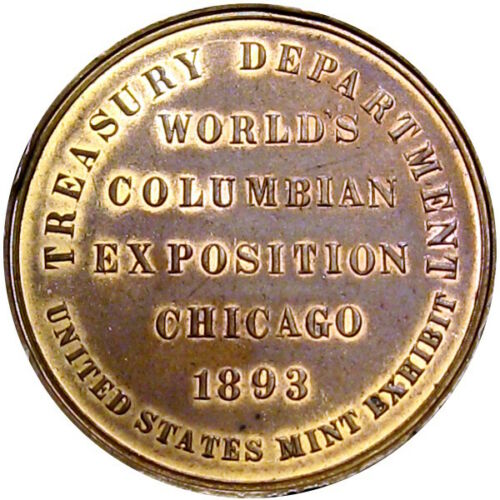 TREASURY DEPARTMENT
WORLD'S
COLUMBIAN
EXPOSITION
CHICAGO
1893
UNITED STATES MINT EXHIBIT